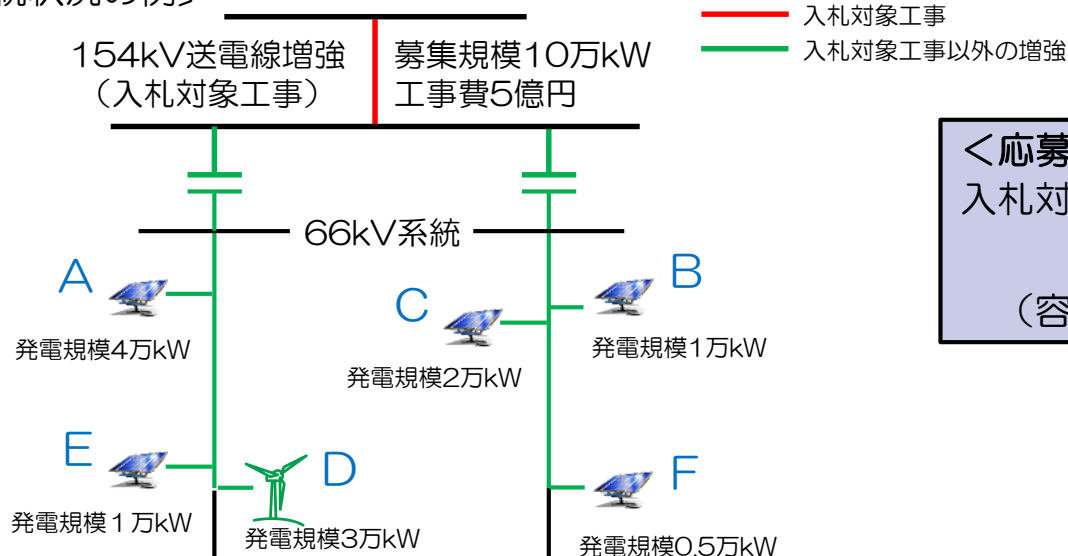 入札対象工事
入札対象工事以外の増強
154kV送電線増強
（入札対象工事）
募集規模10万kW
工事費5億円
＜応募
入札対
（容
66kV系統
A
発電規模4万kW
B
発電規模1万kW
C
発電規模2万kW
E
発電規模１万kW
D
発電規模3万kW
F
発電規模0.5万kW